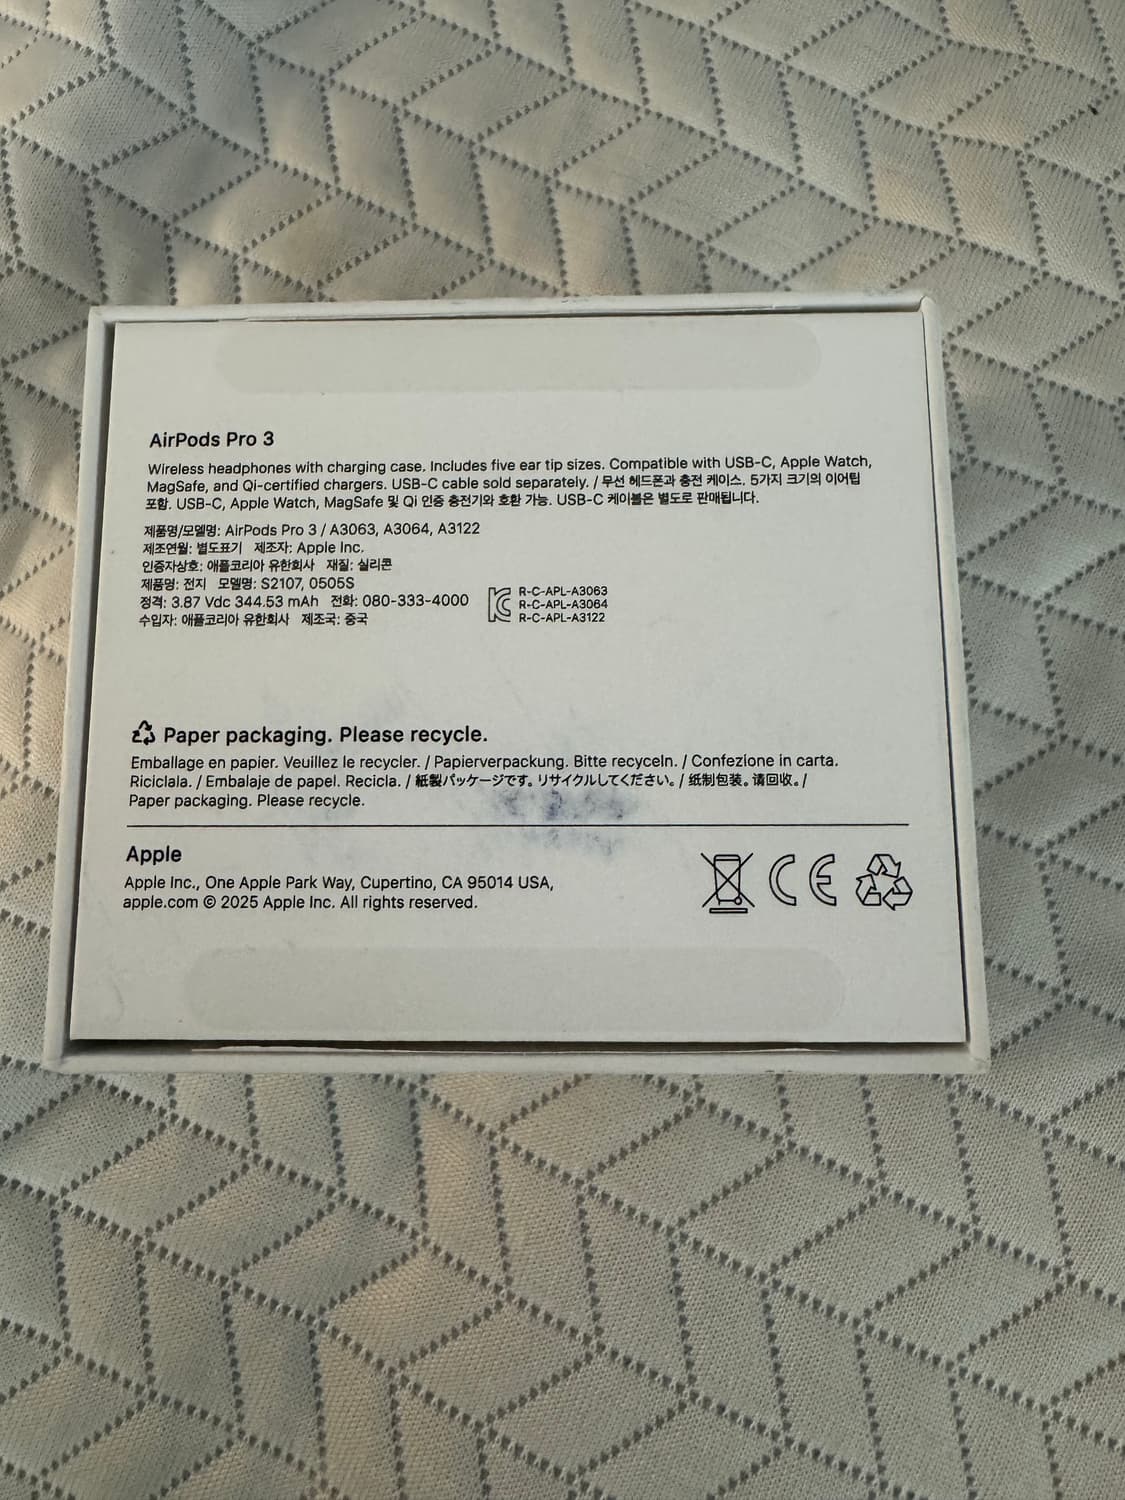 AirPods Pro 3
Wireless headphones with charging case. Includes five ear tip sizes. Compatible with USB-C, Apple Watch,
MagSafe, and Qi-certified chargers. USB-C cable sold separately. / 무선 헤드폰과 충전 케이스. 5가지 크기의 이어팁
포함. USB-C, Apple Watch, MagSafe 및 Qi 인증 충전기와 호환 가능. USB-C 케이블은 별도로 판매됩니다.
제품명/모델명: AirPods Pro 3 / A3063, A3064, A3122
제조연월: 별도표기 제조자: Apple Inc.
인증자상호: 애플코리아 유한회사 재질: 실리콘
제품명: 전지 모델명: S2107, 0505S
정격: 3.87 Vdc 344.53 mAh 전화: 080-333-4000
수입자: 애플코리아 유한회사 제조국: 중국
R-C-APL-A3063
R-C-APL-A3064
R-C-APL-A3122
Paper packaging. Please recycle.
Emballage en papier. Veuillez le recycler. / Papierverpackung. Bitte recyceln. / Confezione in carta.
Riciclala. / Embalaje de papel. Recicla. / 紙製パッケージです。リサイクルしてください。/ 纸制包装。请回收。/
Paper packaging. Please recycle.
Apple
Apple Inc., One Apple Park Way, Cupertino, CA 95014 USA,
apple.com © 2025 Apple Inc. All rights reserved.
CE